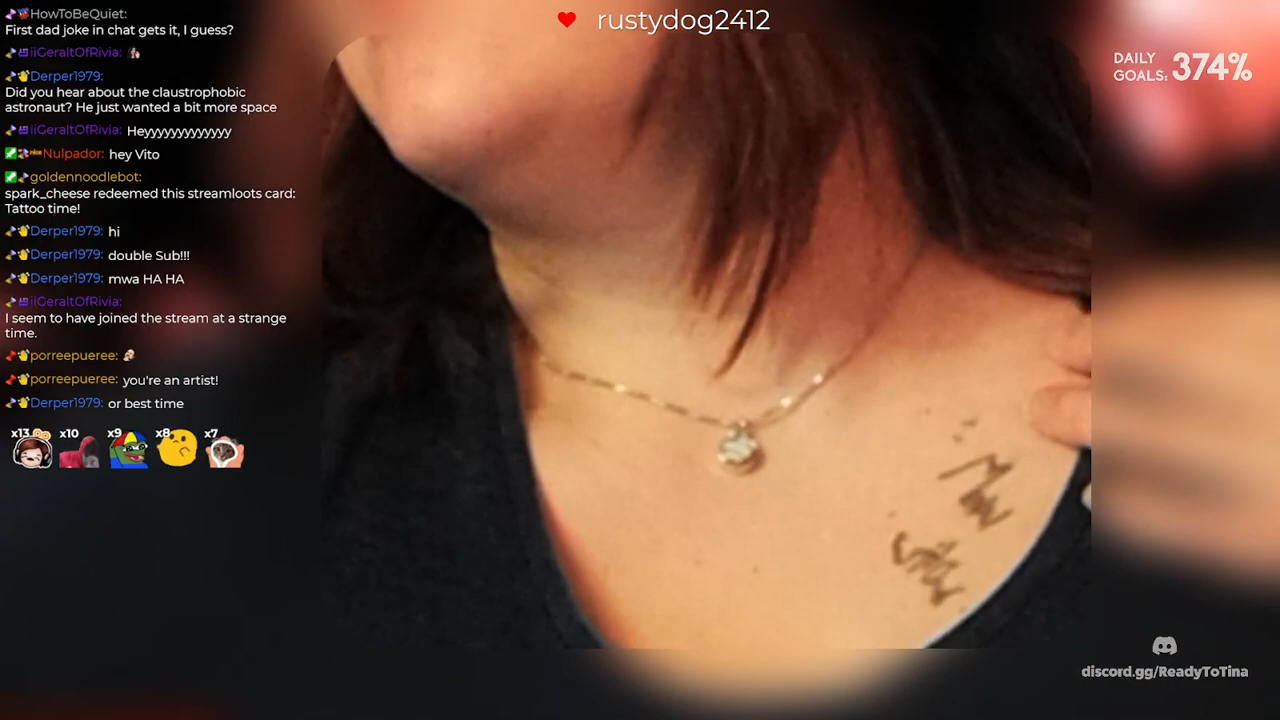 HowToBeQuiet:
First dad joke in chat gets it, I guess?
iiGeraltOfRivia:
Derper1979:
Did you hear about the claustrophobic
astronaut? He just wanted a bit more space
iiGeraltOfRivia: Heyyyyyyyyyyyy
Nulpador: hey Vito
goldennoodlebot:
spark_cheese redeemed this streamloots card:
Tattoo time!
Derper1979: hi
Derper1979: double Sub!!!
Derper1979: mwa HA HA
iiGeraltOfRivia:
I seem to have joined the stream at a strange
time.
porreepueree:
porreepueree: you're an artist!
Derper1979: or best time
x13 x10 x9 x8 x7
rustydog2412
DAILY
GOALS: 374%
discord.gg/ReadyToTina